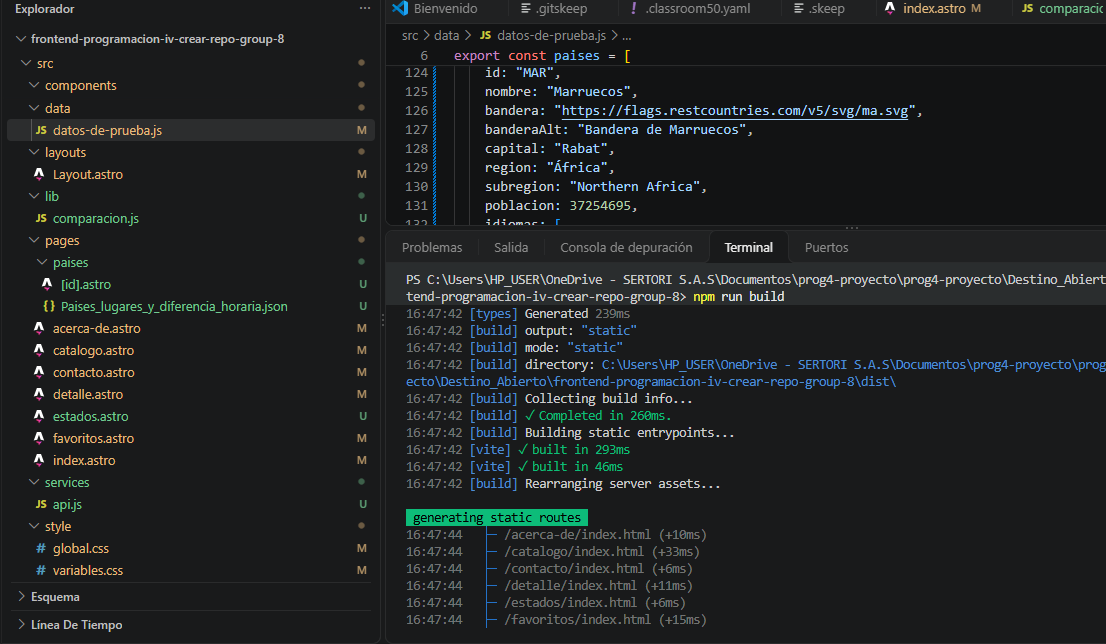 Explorador ...
frontend-programacion-iv-crear-repo-group-8
src
components
data
JS datos-de-prueba.js M
layouts
Layout.astro M
lib
JS comparacion.js U
pages
paises
[id].astro U
{} Paises_lugares_y_diferencia_horaria.json U
acerca-de.astro M
catalogo.astro M
contacto.astro M
detalle.astro M
estados.astro U
favoritos.astro M
index.astro M
services
JS api.js U
style
# global.css M
# variables.css M
Esquema
Línea De Tiempo
Bienvenido .gitskeep ! .classroom50.yaml .skeep index.astro M JS comparacio
src > data > JS datos-de-prueba.js > ...
6 export const paises = [
124 id: "MAR",
125 nombre: "Marruecos",
126 bandera: "https://flags.restcountries.com/v5/svg/ma.svg",
127 banderaAlt: "Bandera de Marruecos",
128 capital: "Rabat",
129 region: "África",
130 subregion: "Northern Africa",
131 poblacion: 37254695,
132 idiomas: [
Problemas Salida Consola de depuración Terminal Puertos
PS C:\Users\HP_USER\OneDrive - SERTORI S.A.S\Documentos\prog4-proyecto\prog4-proyecto\Destino_Abiert
tend-programacion-iv-crear-repo-group-8> npm run build
16:47:42 [types] Generated 239ms
16:47:42 [build] output: "static"
16:47:42 [build] mode: "static"
16:47:42 [build] directory: C:\Users\HP_USER\OneDrive - SERTORI S.A.S\Documentos\prog4-proyecto\prog
ecto\Destino_Abierto\frontend-programacion-iv-crear-repo-group-8\dist\
16:47:42 [build] Collecting build info...
16:47:42 [build] ✓ Completed in 260ms.
16:47:42 [build] Building static entrypoints...
16:47:42 [vite] ✓ built in 293ms
16:47:42 [vite] ✓ built in 46ms
16:47:42 [build] Rearranging server assets...
generating static routes
16:47:44 ├─ /acerca-de/index.html (+10ms)
16:47:44 ├─ /catalogo/index.html (+33ms)
16:47:44 ├─ /contacto/index.html (+6ms)
16:47:44 ├─ /detalle/index.html (+11ms)
16:47:44 ├─ /estados/index.html (+6ms)
16:47:44 ├─ /favoritos/index.html (+15ms)